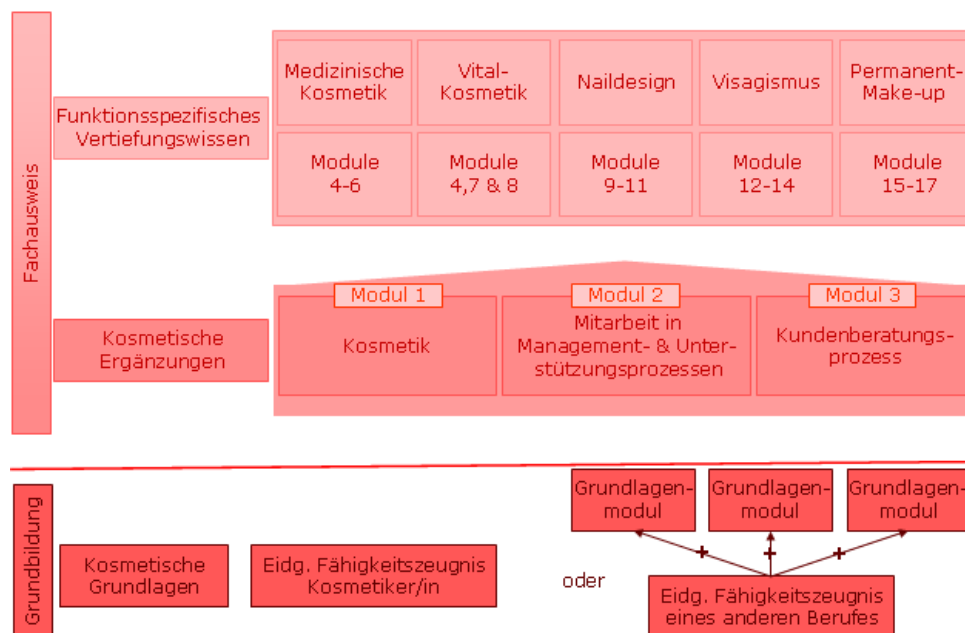 Fachausweis
Funktionsspezifisches
Vertiefungswissen
Medizinische
Kosmetik
Vital-
Kosmetik
Naildesign
Visagismus
Permanent-
Make-up
Module
4-6
Module
4,7 & 8
Module
9-11
Module
12-14
Module
15-17
Kosmetische
Ergänzungen
Modul 1
Kosmetik
Modul 2
Mitarbeit in
Management- & Unter-
stützungsprozessen
Modul 3
Kundenberatungs-
prozess
Grundbildung
Kosmetische
Grundlagen
Eidg. Fähigkeitszeugnis
Kosmetiker/in
oder
Grundlagen-
modul
Grundlagen-
modul
Grundlagen-
modul
Eidg. Fähigkeitszeugnis
eines anderen Berufes